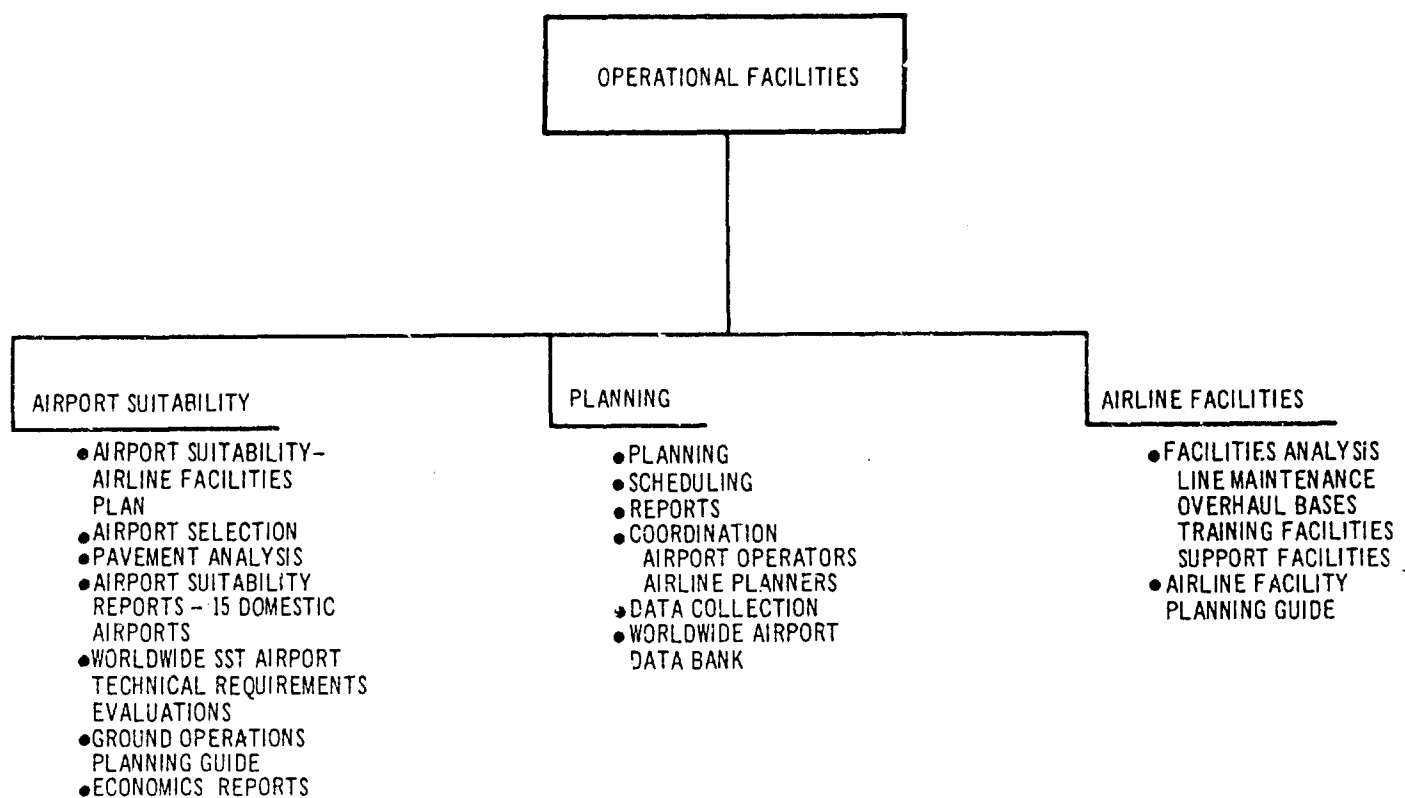 OPERATIONAL FACILITIES
AIRPORT SUITABILITY
●AIRPORT SUITABILITY-
AIRLINE FACILITIES
PLAN
●AIRPORT SELECTION
●PAVEMENT ANALYSIS
●AIRPORT SUITABILITY
REPORTS - 15 DOMESTIC
AIRPORTS
●WORLDWIDE SST AIRPORT
TECHNICAL REQUIREMENTS
EVALUATIONS
●GROUND OPERATIONS
PLANNING GUIDE
●ECONOMICS REPORTS
PLANNING
●PLANNING
●SCHEDULING
●REPORTS
●COORDINATION
AIRPORT OPERATORS
AIRLINE PLANNERS
●DATA COLLECTION
●WORLDWIDE AIRPORT
DATA BANK
AIRLINE FACILITIES
●FACILITIES ANALYSIS
LINE MAINTENANCE
OVERHAUL BASES
TRAINING FACILITIES
SUPPORT FACILITIES
●AIRLINE FACILITY
PLANNING GUIDE